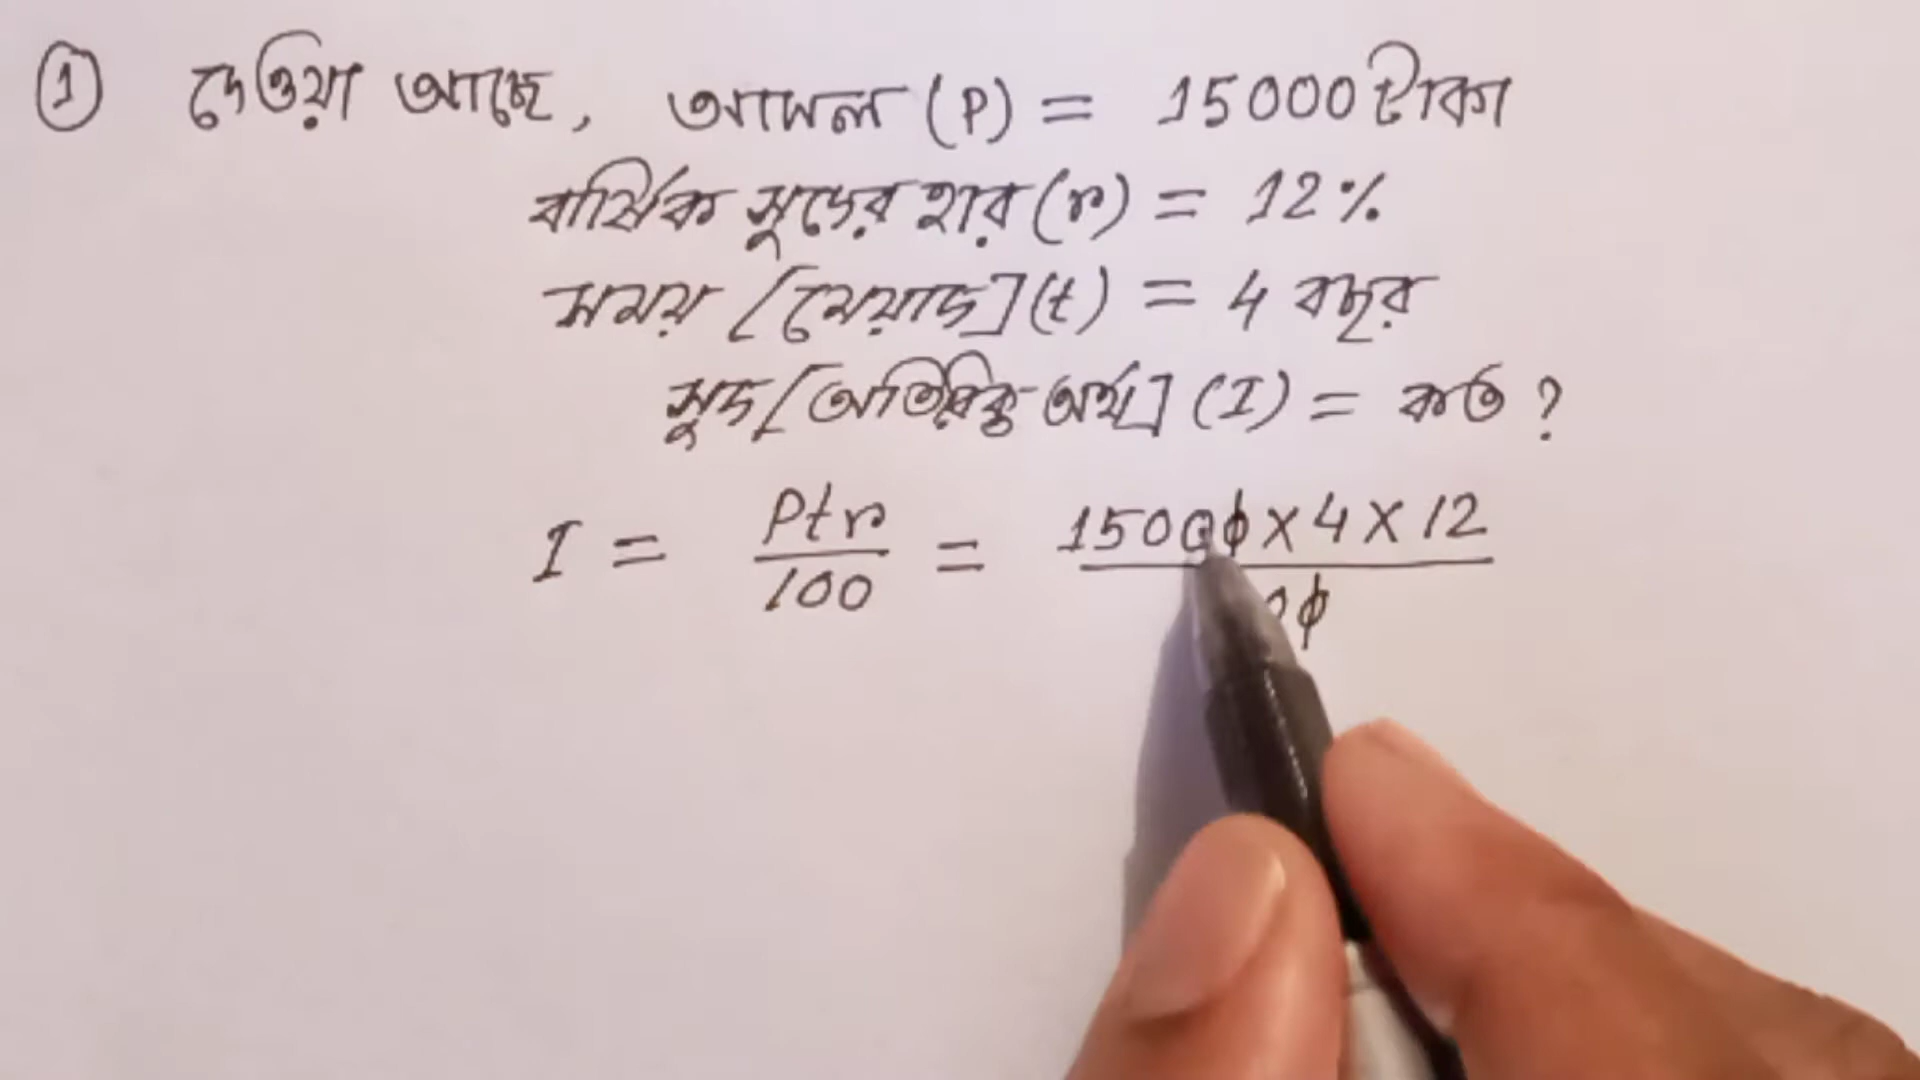 ① দেওয়া আছে, আসল (P) = 15000 টাকা
বার্ষিক সুদের হার (r) = 12%
সময় [মেয়াদ] (t) = 4 বছর
সুদ [অতিরিক্ত অর্থ] (I) = কত ?
I = Ptr/100 = 15000 × 4 × 12